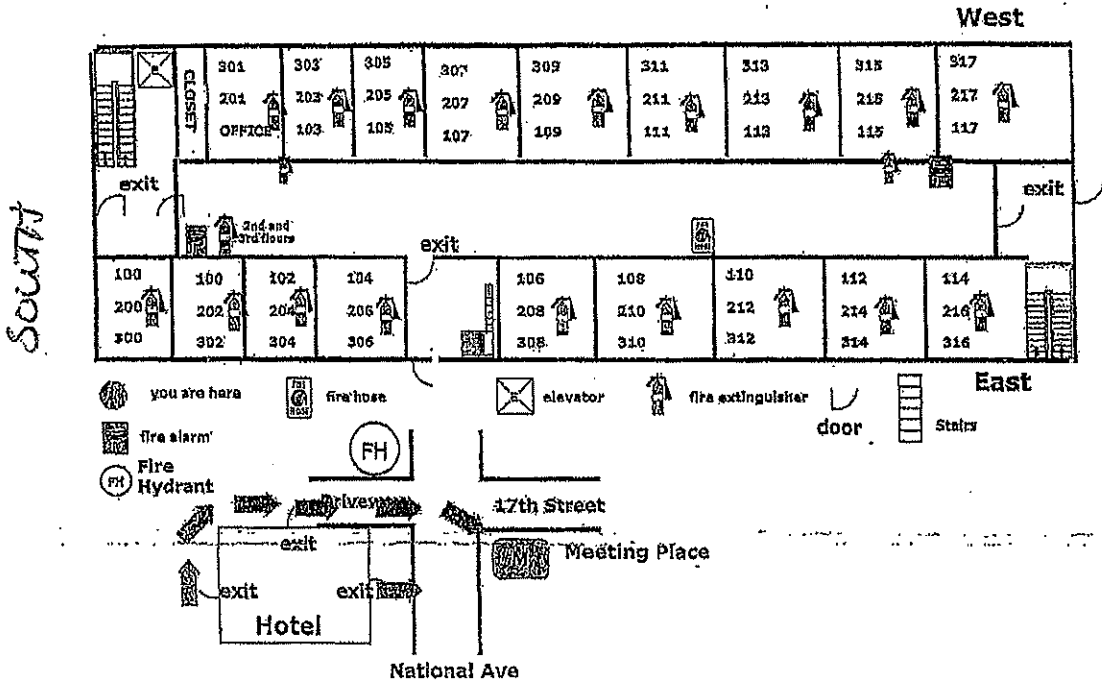 West
301 303 305 307 309 311 313 315 317
CLOSET
201 203 205 207 209 211 213 215 217
OFFICE 103 105 107 109 111 113 115 117
exit
exit
SOUTH
2nd and
3rd floors
exit
100 100 102 104 106 108 110 112 114
200 202 204 206 208 210 212 214 216
300 302 304 306 308 310 312 314 316
East
you are here
FIRE
HOSE
fire hose
E
elevator
fire extinguisher
door
Stairs
fire alarm
FH
FH
Fire
Hydrant
Driveway
17th Street
exit
M
Meeting Place
exit
exit
Hotel
National Ave